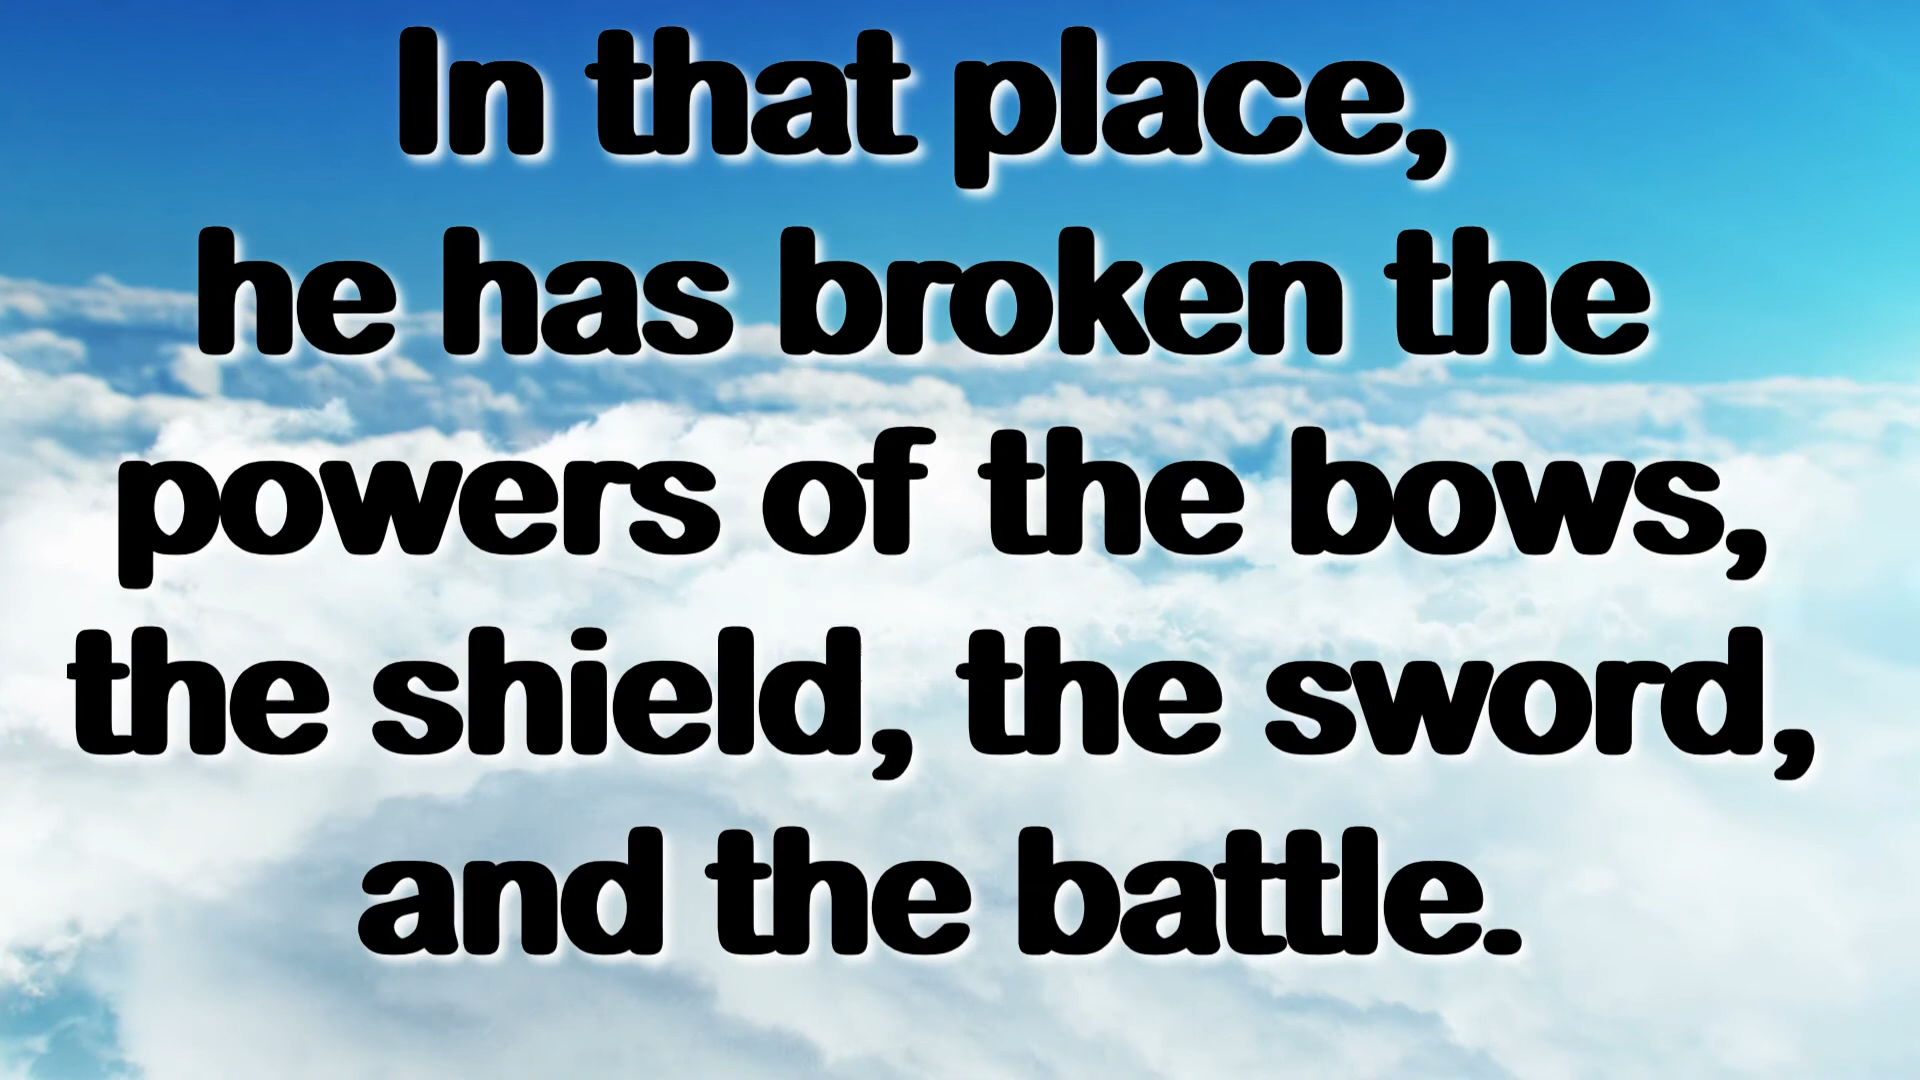 In that place,
he has broken the
powers of the bows,
the shield, the sword,
and the battle.